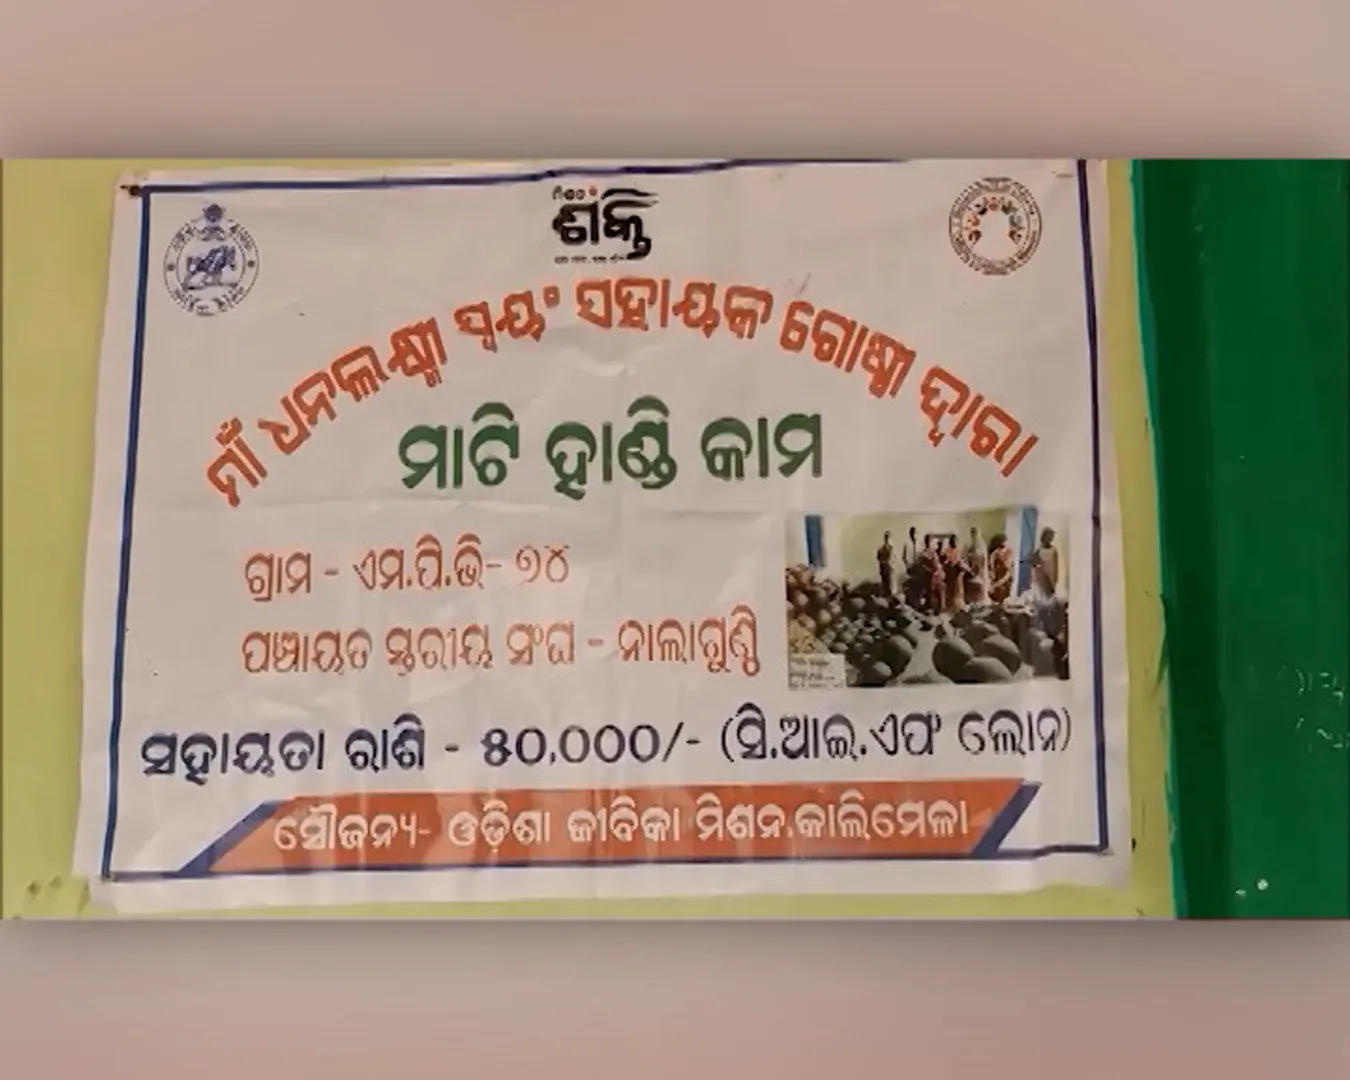 ମିଶନ
ଶକ୍ତି
ମାଁ ଧନଲକ୍ଷ୍ମୀ ସ୍ୱୟଂ ସହାୟକ ଗୋଷ୍ଠୀ ଦ୍ୱାରା
ମାଟି ହାଣ୍ଡି କାମ
ଗ୍ରାମ - ଏମ.ପି.ଭି- ୭୪
ପଞ୍ଚାୟତ ସ୍ତରୀୟ ସଂଘ - ନାଲାଗୁଣ୍ଠି
ସହାୟତା ରାଶି - ୫୦,୦୦୦/- (ସି.ଆଇ.ଏଫ ଲୋନ)
ସୌଜନ୍ୟ- ଓଡ଼ିଶା ଜୀବିକା ମିଶନ.କାଲିମେଳା